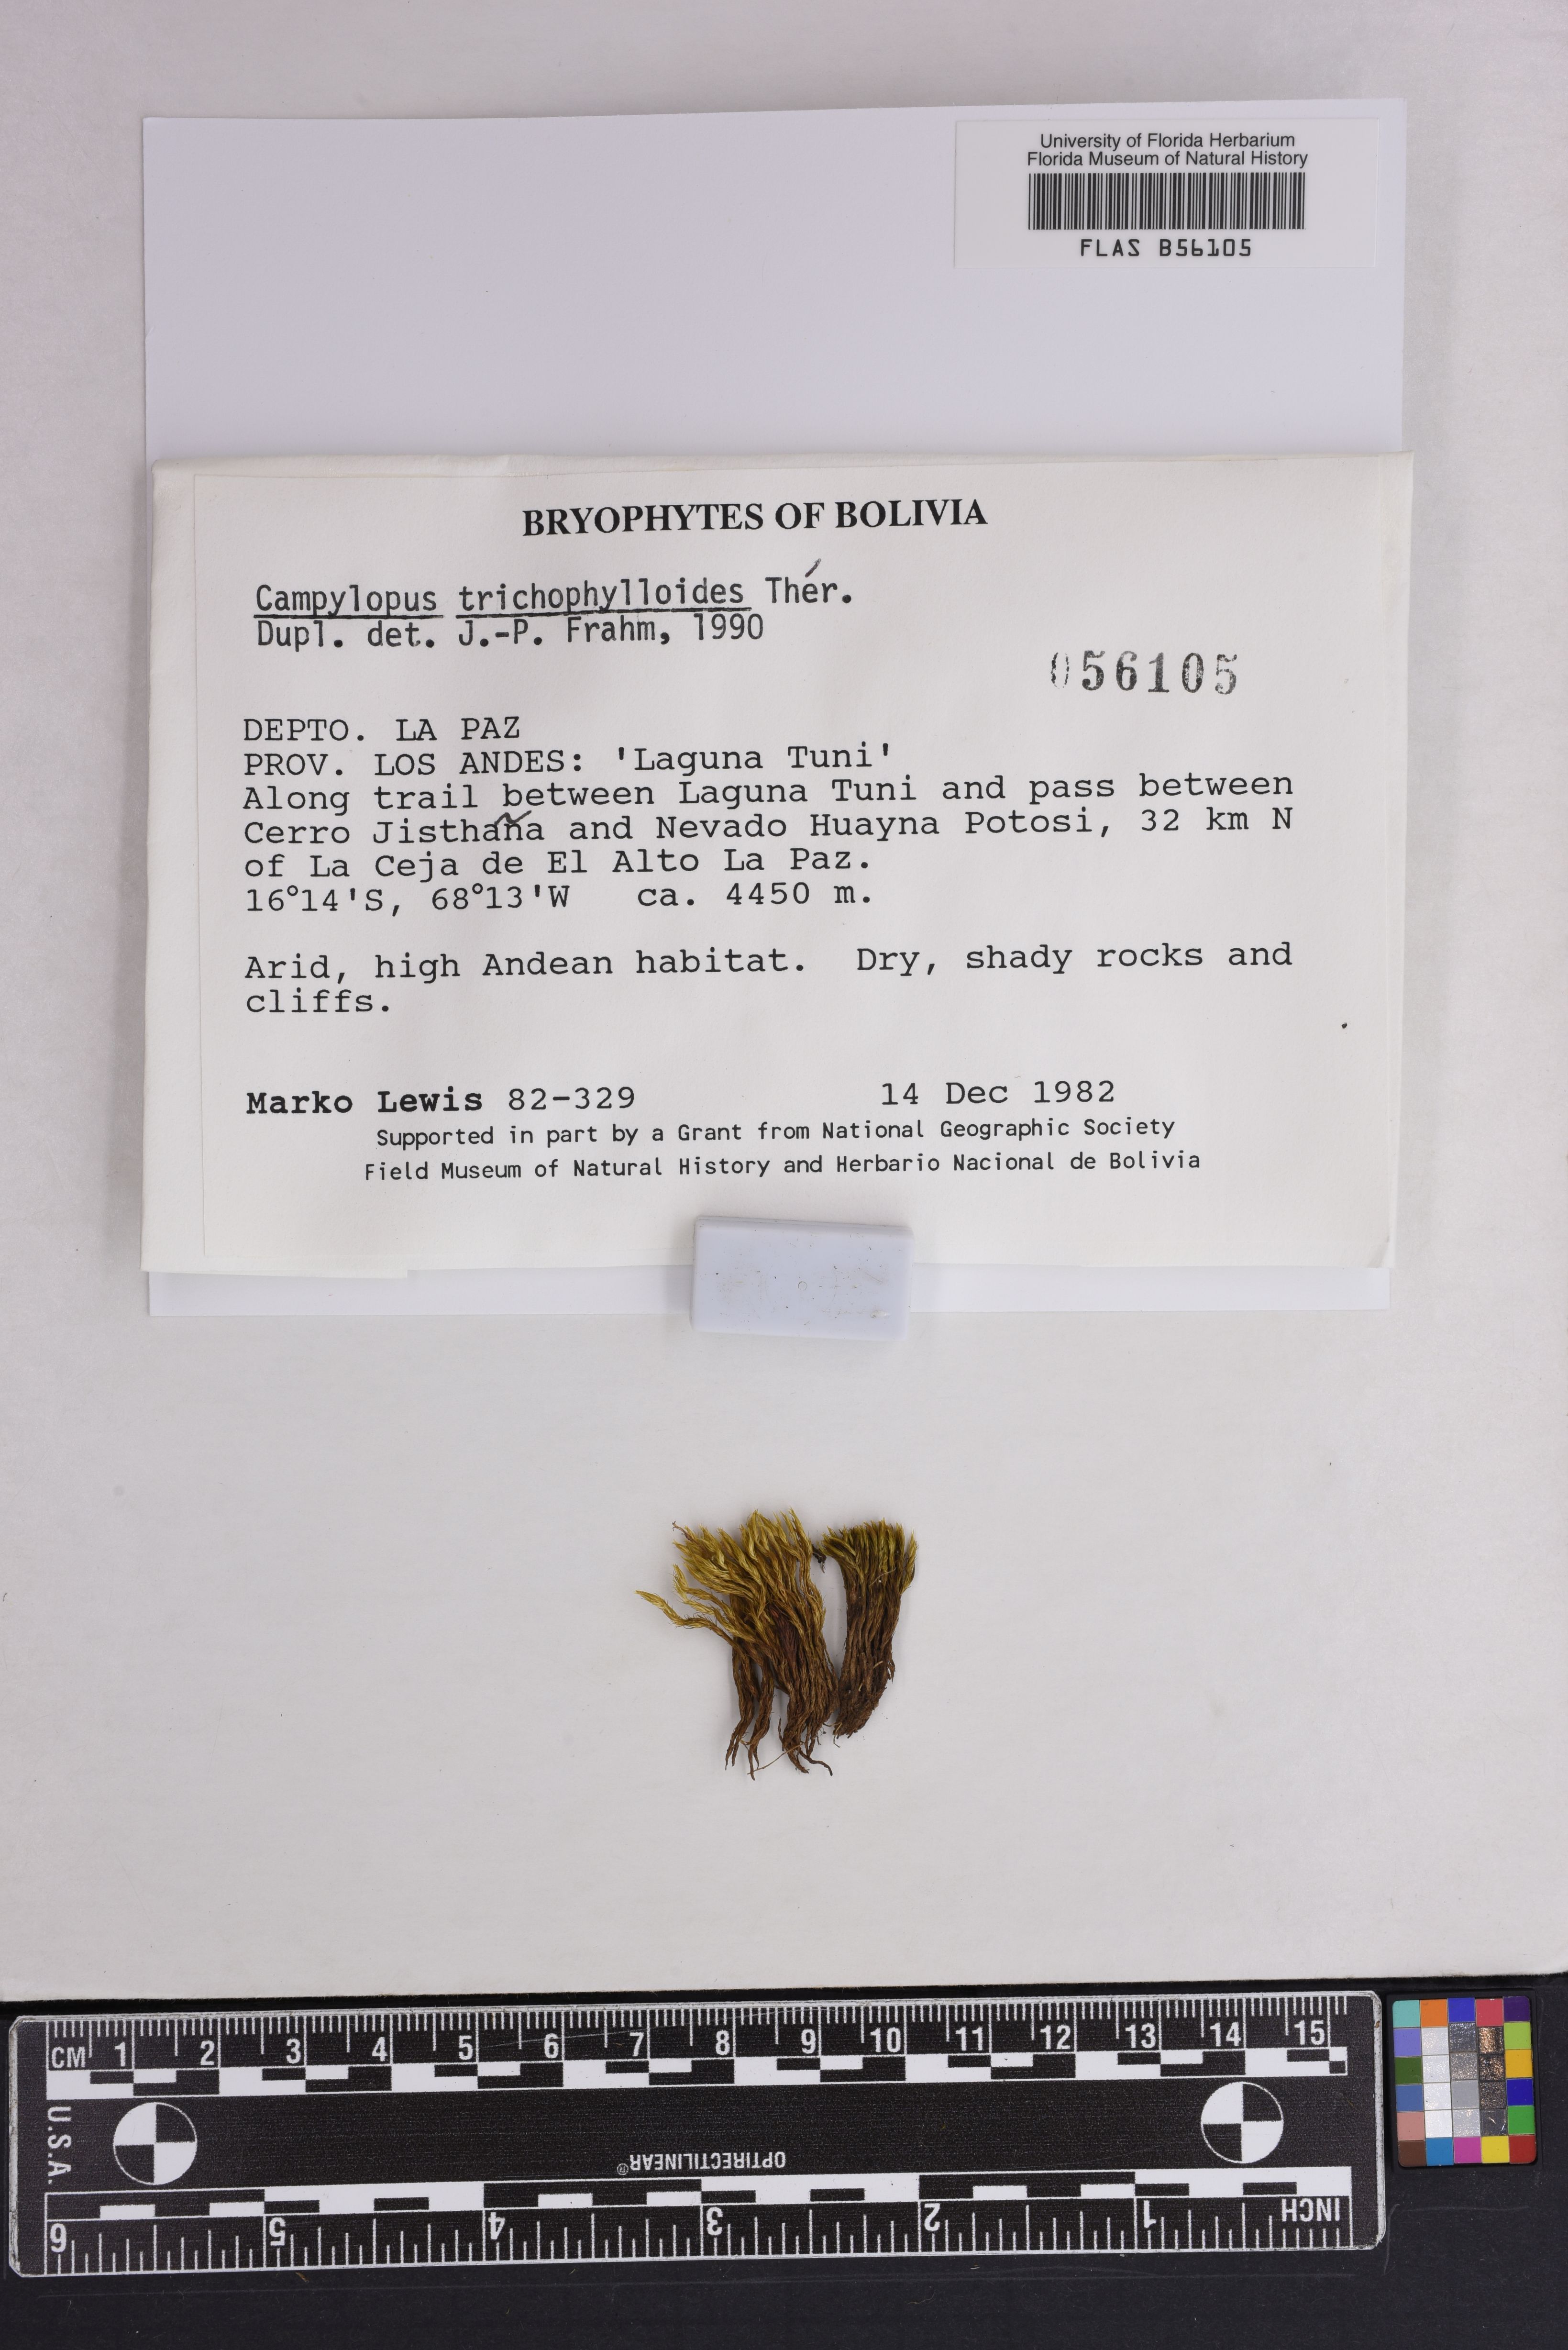 University of Florida Herbarium
Florida Museum of Natural History
FLAS B56105
BRYOPHYTES OF BOLIVIA
Campylopus trichophylloides Thér.
Dupl. det. J.-P. Frahm, 1990
056105
DEPTO. LA PAZ
PROV. LOS ANDES: 'Laguna Tuni'
Along trail between Laguna Tuni and pass between
Cerro Jisthaña and Nevado Huayna Potosi, 32 km N
of La Ceja de El Alto La Paz.
16°14'S, 68°13'W ca. 4450 m.
Arid, high Andean habitat. Dry, shady rocks and
cliffs.
Marko Lewis 82-329 14 Dec 1982
Supported in part by a Grant from National Geographic Society
Field Museum of Natural History and Herbario Nacional de Bolivia
CM 1 2 3 4 5 6 7 8 9 10 11 12 13 14 15
U.S.A.
OPTIRECTILINEAR
6 5 4 3 2 1 INCH